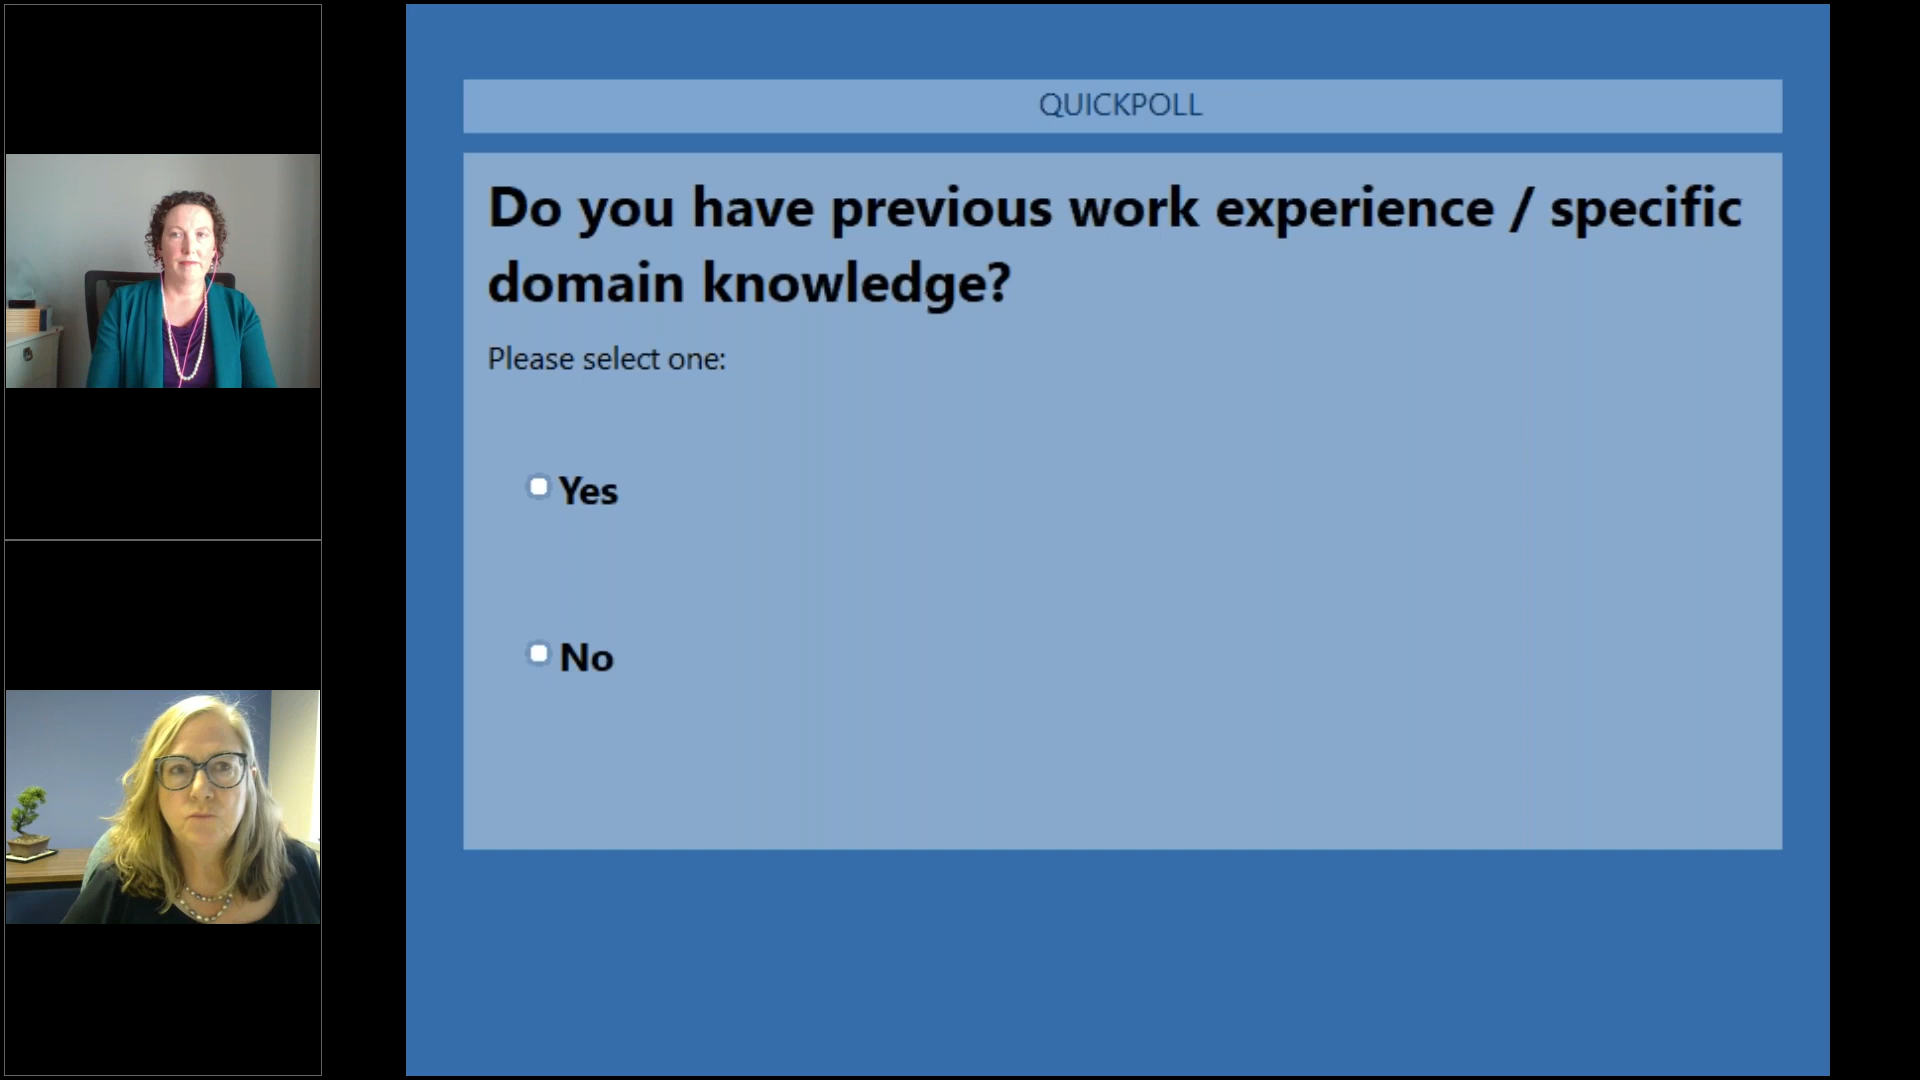 QUICKPOLL
Do you have previous work experience / specific
domain knowledge?
Please select one:
Yes
No